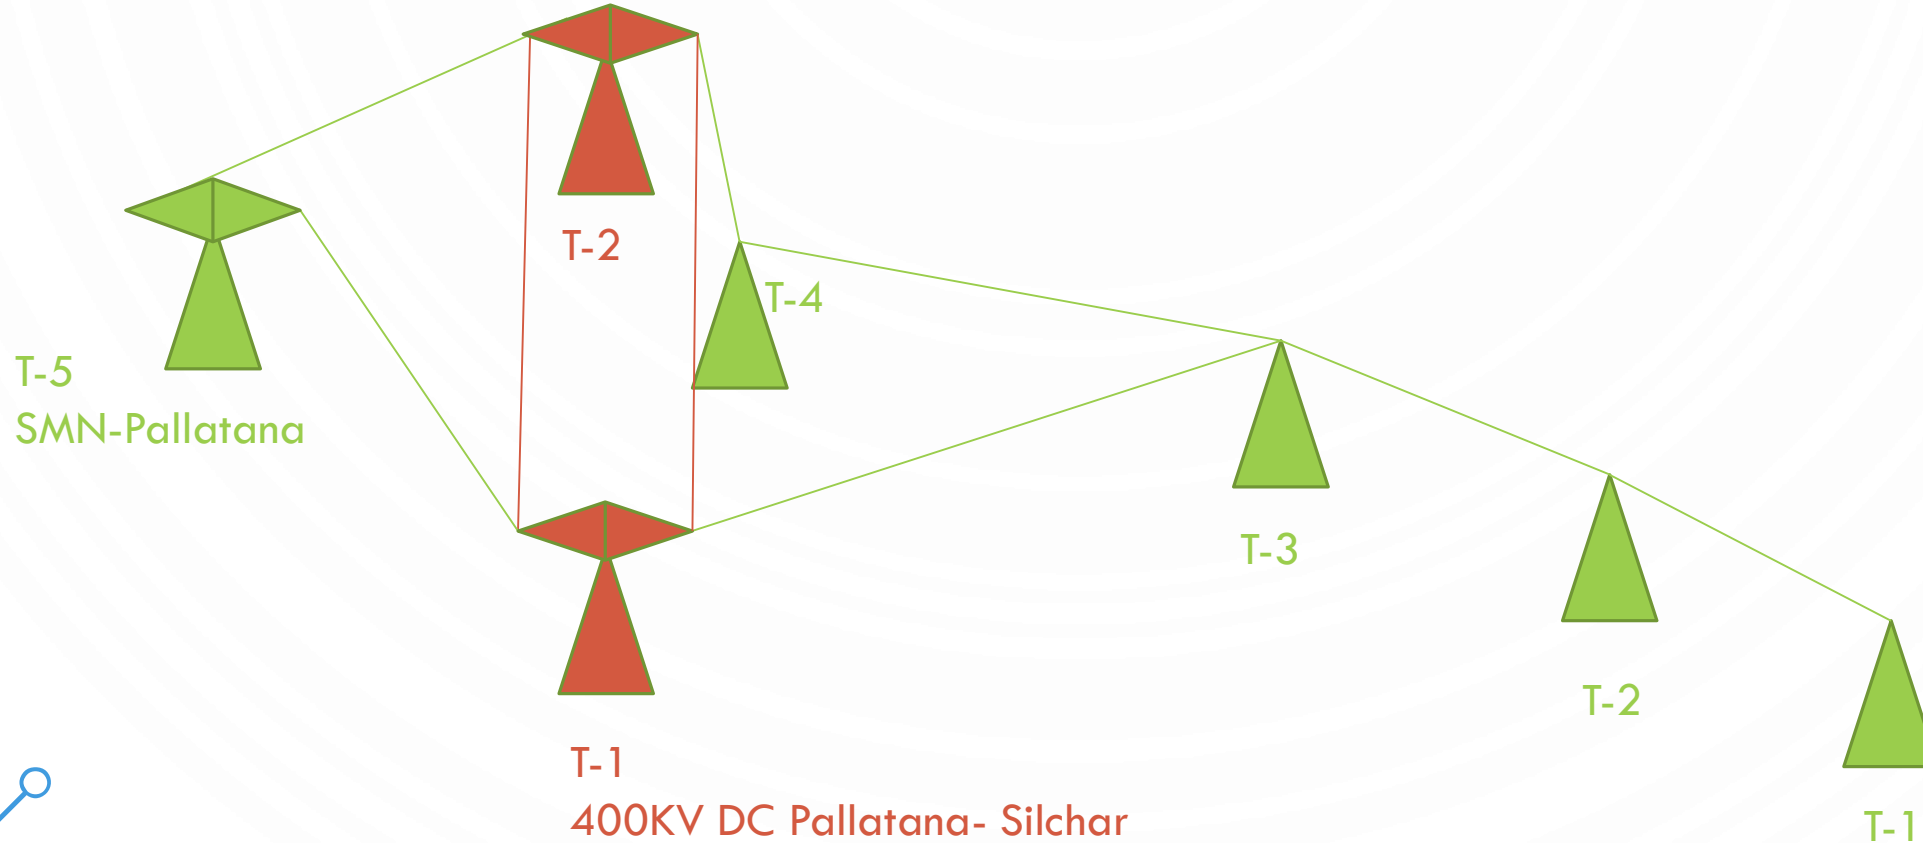 T-2
T-4
T-5
SMN-Pallatana
T-3
T-2
T-1
400KV DC Pallatana- Silchar
T-1